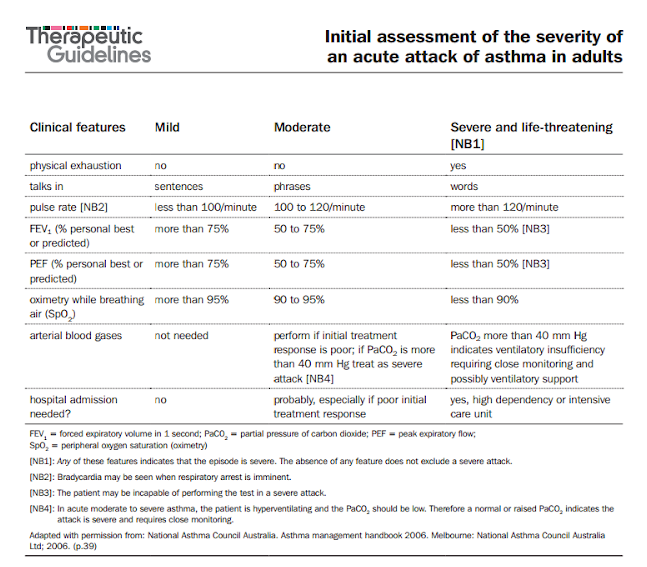 Therapeutic
Guidelines
Initial assessment of the severity of
an acute attack of asthma in adults
Clinical features Mild Moderate Severe and life-threatening
[NB1]
physical exhaustion no no yes
talks in sentences phrases words
pulse rate [NB2] less than 100/minute 100 to 120/minute more than 120/minute
FEV₁ (% personal best more than 75% 50 to 75% less than 50% [NB3]
or predicted)
PEF (% personal best or more than 75% 50 to 75% less than 50% [NB3]
predicted)
oximetry while breathing more than 95% 90 to 95% less than 90%
air (SpO₂)
arterial blood gases not needed perform if initial treatment PaCO₂ more than 40 mm Hg
response is poor; if PaCO₂ is more indicates ventilatory insufficiency
than 40 mm Hg treat as severe requiring close monitoring and
attack [NB4] possibly ventilatory support
hospital admission no probably, especially if poor initial yes, high dependency or intensive
needed? treatment response care unit
FEV₁ = forced expiratory volume in 1 second; PaCO₂ = partial pressure of carbon dioxide; PEF = peak expiratory flow;
SpO₂ = peripheral oxygen saturation (oximetry)
[NB1]: Any of these features indicates that the episode is severe. The absence of any feature does not exclude a severe attack.
[NB2]: Bradycardia may be seen when respiratory arrest is imminent.
[NB3]: The patient may be incapable of performing the test in a severe attack.
[NB4]: In acute moderate to severe asthma, the patient is hyperventilating and the PaCO₂ should be low. Therefore a normal or raised PaCO₂ indicates the
attack is severe and requires close monitoring.
Adapted with permission from: National Asthma Council Australia. Asthma management handbook 2006. Melbourne: National Asthma Council Australia
Ltd; 2006. (p.39)